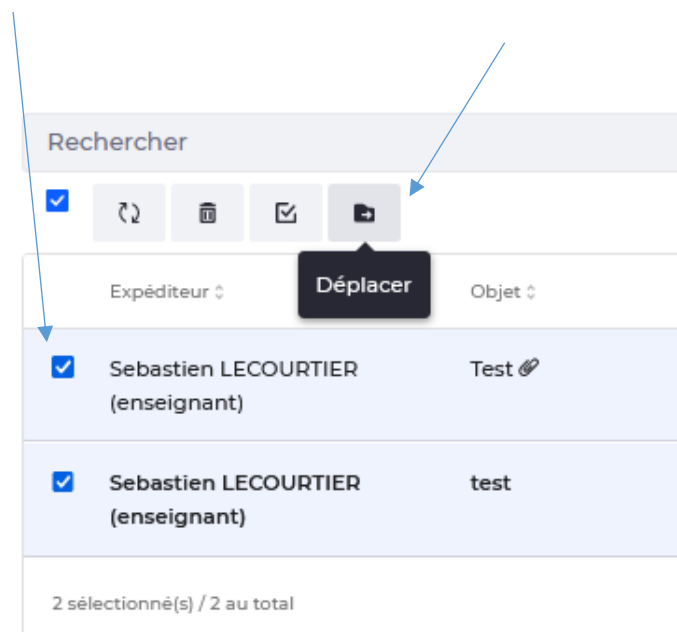 Rechercher
Déplacer
Expéditeur Objet
Sebastien LECOURTIER Test
(enseignant)
Sebastien LECOURTIER test
(enseignant)
2 sélectionné(s) / 2 au total